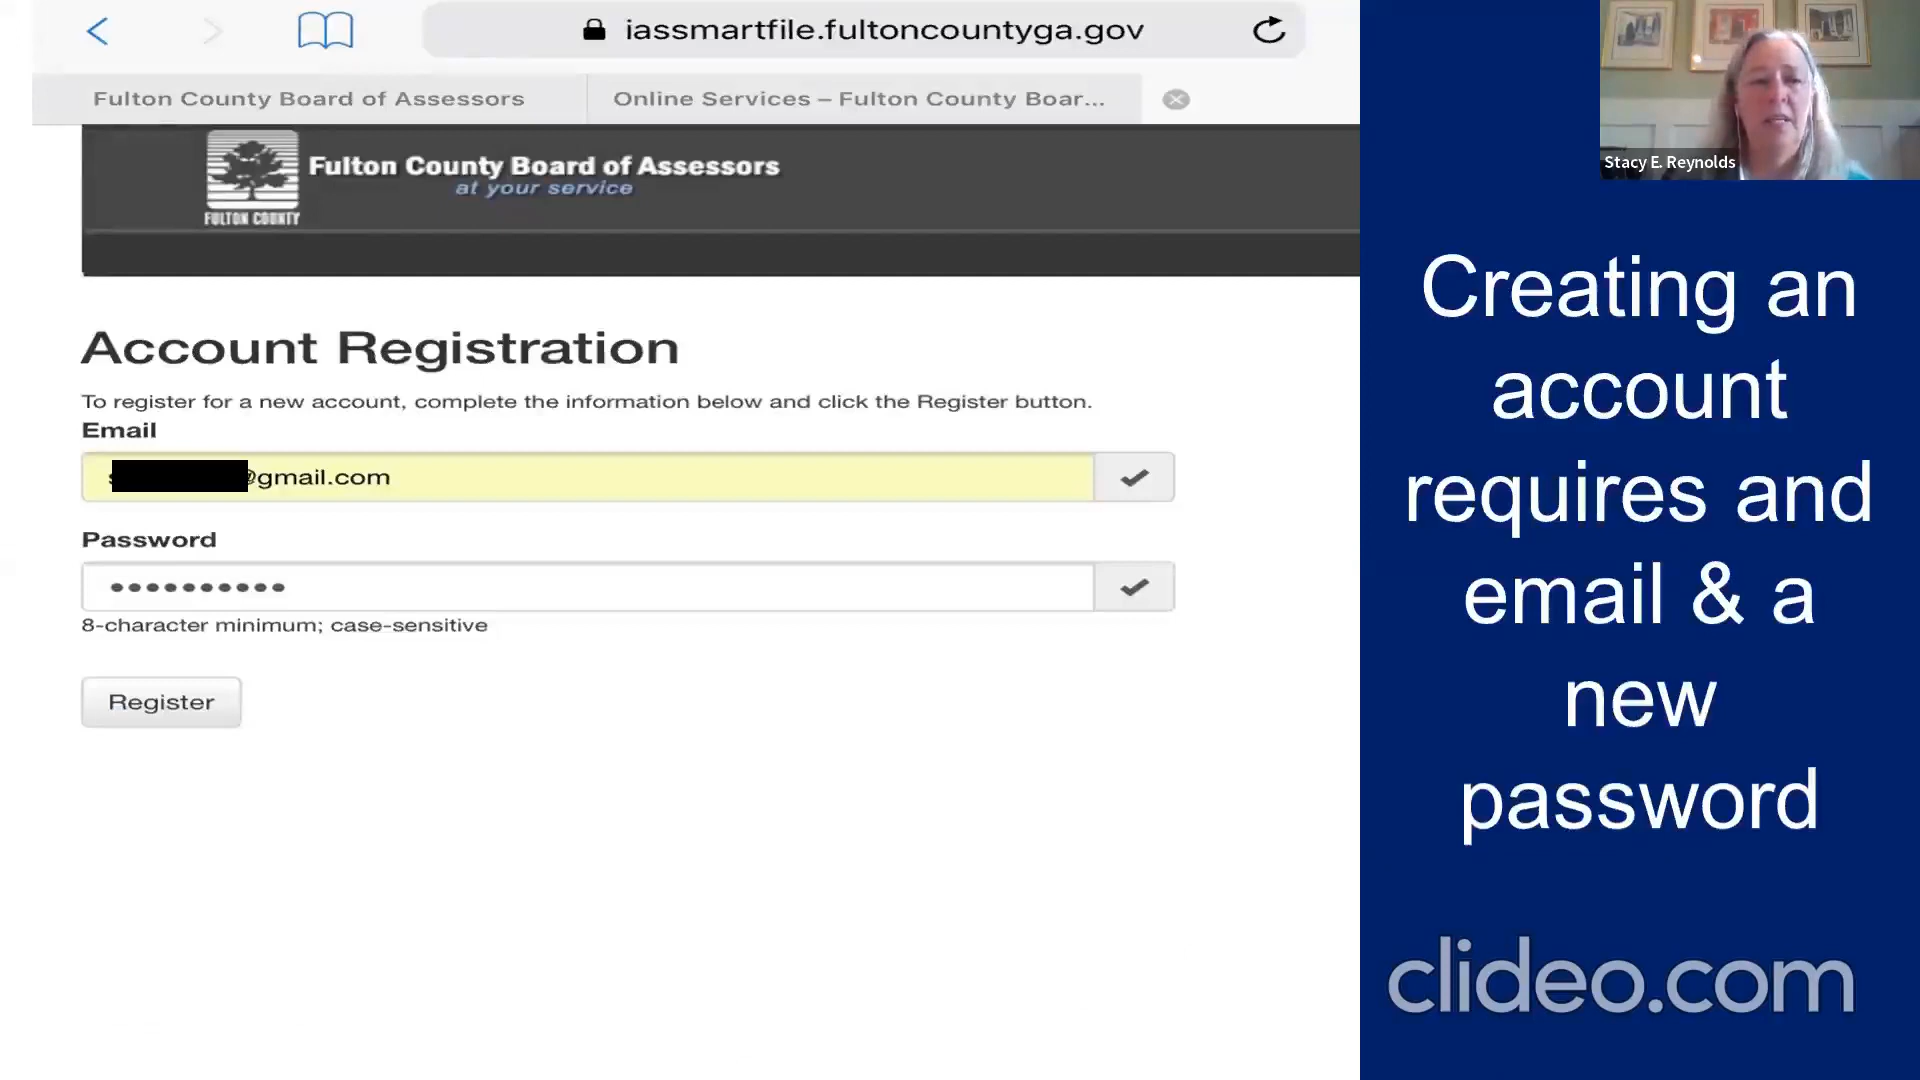 iassmartfile.fultoncountyga.gov
Fulton County Board of Assessors
Online Services – Fulton County Boar...
Fulton County Board of Assessors
at your service
FULTON COUNTY
Account Registration
To register for a new account, complete the information below and click the Register button.
Email
@gmail.com
Password
8-character minimum; case-sensitive
Register
Stacy E. Reynolds
Creating an
account
requires and
email & a
new
password
clideo.com